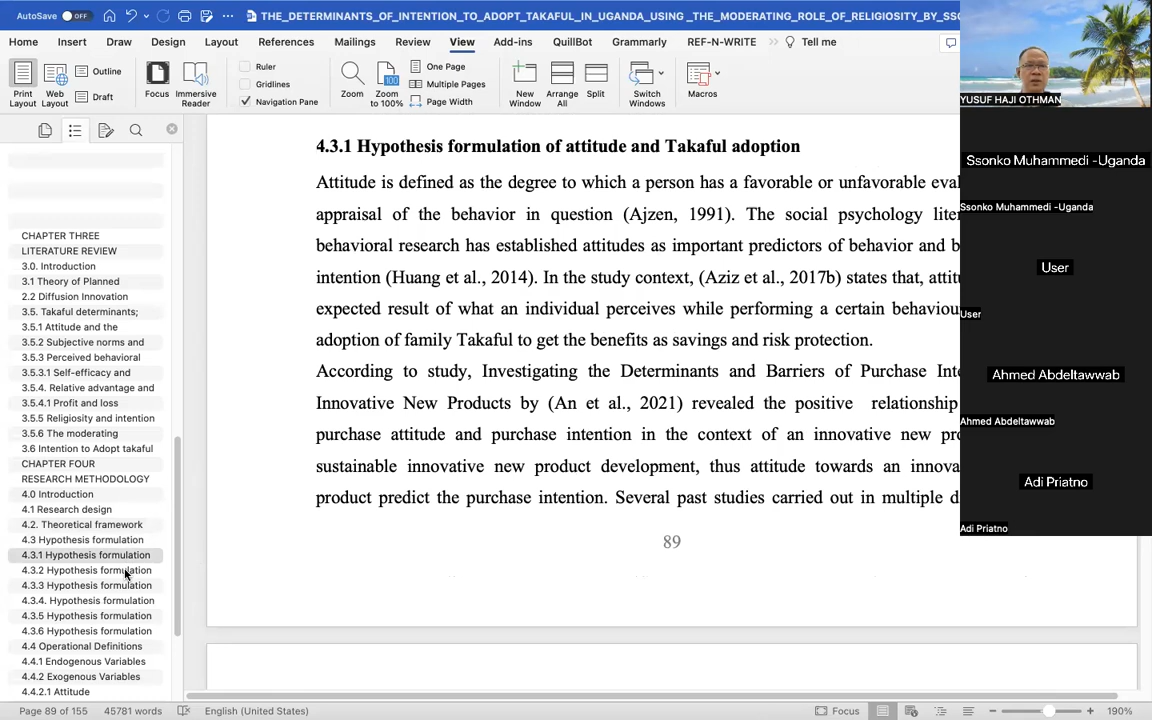 AutoSave OFF
THE_DETERMINANTS_OF_INTENTION_TO_ADOPT_TAKAFUL_IN_UGANDA_USING _THE_MODERATING_ROLE_OF_RELIGIOSITY_BY_SSO
Home Insert Draw Design Layout References Mailings Review View Add-ins QuillBot Grammarly REF-N-WRITE Tell me
Print Layout
Web Layout
Outline
Draft
Focus
Immersive Reader
Ruler
Gridlines
Navigation Pane
Zoom
Zoom to 100%
One Page
Multiple Pages
Page Width
New Window
Arrange All
Split
Switch Windows
Macros
CHAPTER THREE
LITERATURE REVIEW
3.0. Introduction
3.1 Theory of Planned
2.2 Diffusion Innovation
3.5. Takaful determinants;
3.5.1 Attitude and the
3.5.2 Subjective norms and
3.5.3 Perceived behavioral
3.5.3.1 Self-efficacy and
3.5.4. Relative advantage and
3.5.4.1 Profit and loss
3.5.5 Religiosity and intention
3.5.6 The moderating
3.6 Intention to Adopt takaful
CHAPTER FOUR
RESEARCH METHODOLOGY
4.0 Introduction
4.1 Research design
4.2. Theoretical framework
4.3 Hypothesis formulation
4.3.1 Hypothesis formulation
4.3.2 Hypothesis formulation
4.3.3 Hypothesis formulation
4.3.4. Hypothesis formulation
4.3.5 Hypothesis formulation
4.3.6 Hypothesis formulation
4.4 Operational Definitions
4.4.1 Endogenous Variables
4.4.2 Exogenous Variables
4.4.2.1 Attitude
4.3.1 Hypothesis formulation of attitude and Takaful adoption
Attitude is defined as the degree to which a person has a favorable or unfavorable eval
appraisal of the behavior in question (Ajzen, 1991). The social psychology liter
behavioral research has established attitudes as important predictors of behavior and b
intention (Huang et al., 2014). In the study context, (Aziz et al., 2017b) states that, attitu
expected result of what an individual perceives while performing a certain behaviou
adoption of family Takaful to get the benefits as savings and risk protection.
According to study, Investigating the Determinants and Barriers of Purchase Inte
Innovative New Products by (An et al., 2021) revealed the positive relationship
purchase attitude and purchase intention in the context of an innovative new pro
sustainable innovative new product development, thus attitude towards an innova
product predict the purchase intention. Several past studies carried out in multiple d
89
YUSUF HAJI OTHMAN
Ssonko Muhammedi -Uganda
Ssonko Muhammedi -Uganda
User
User
Ahmed Abdeltawwab
Ahmed Abdeltawwab
Adi Priatno
Adi Priatno
Page 89 of 155 45781 words English (United States) Focus 190%